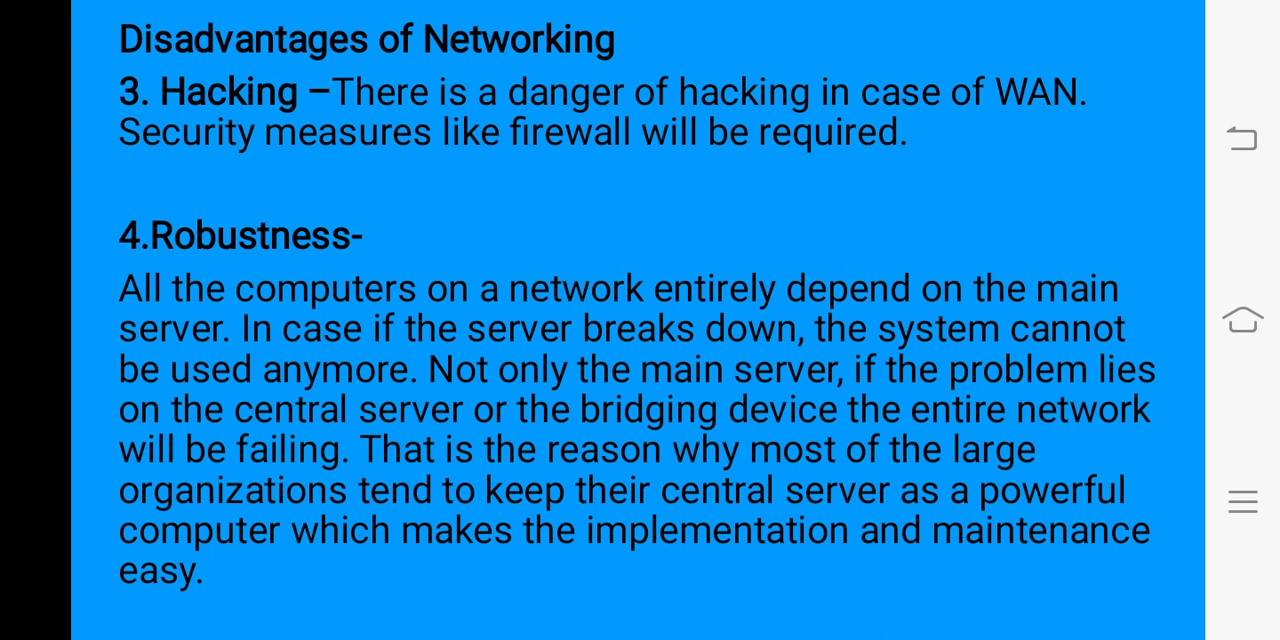 Disadvantages of Networking
3. Hacking –There is a danger of hacking in case of WAN.
Security measures like firewall will be required.
4.Robustness-
All the computers on a network entirely depend on the main
server. In case if the server breaks down, the system cannot
be used anymore. Not only the main server, if the problem lies
on the central server or the bridging device the entire network
will be failing. That is the reason why most of the large
organizations tend to keep their central server as a powerful
computer which makes the implementation and maintenance
easy.